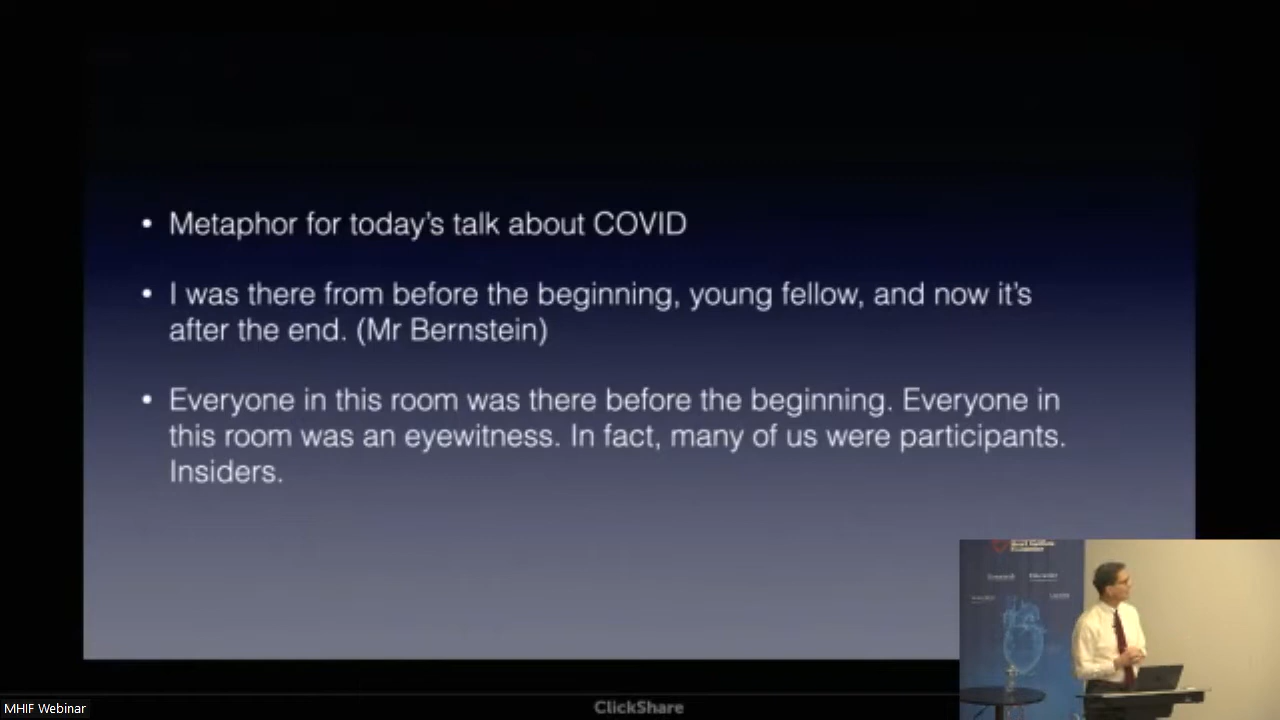 • Metaphor for today's talk about COVID
• I was there from before the beginning, young fellow, and now it's
after the end. (Mr Bernstein)
• Everyone in this room was there before the beginning. Everyone in
this room was an eyewitness. In fact, many of us were participants.
Insiders.
MHIF Webinar
ClickShare